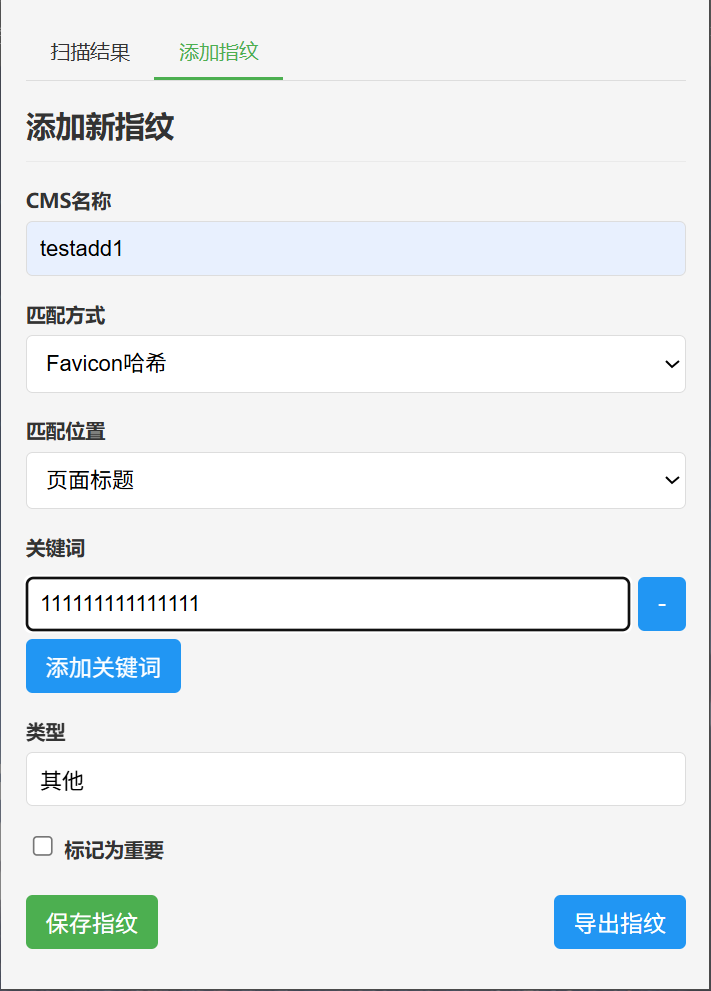 扫描结果 添加指纹
添加新指纹
CMS名称
testadd1
匹配方式
Favicon哈希
匹配位置
页面标题
关键词
111111111111111 -
添加关键词
类型
其他
标记为重要
保存指纹 导出指纹